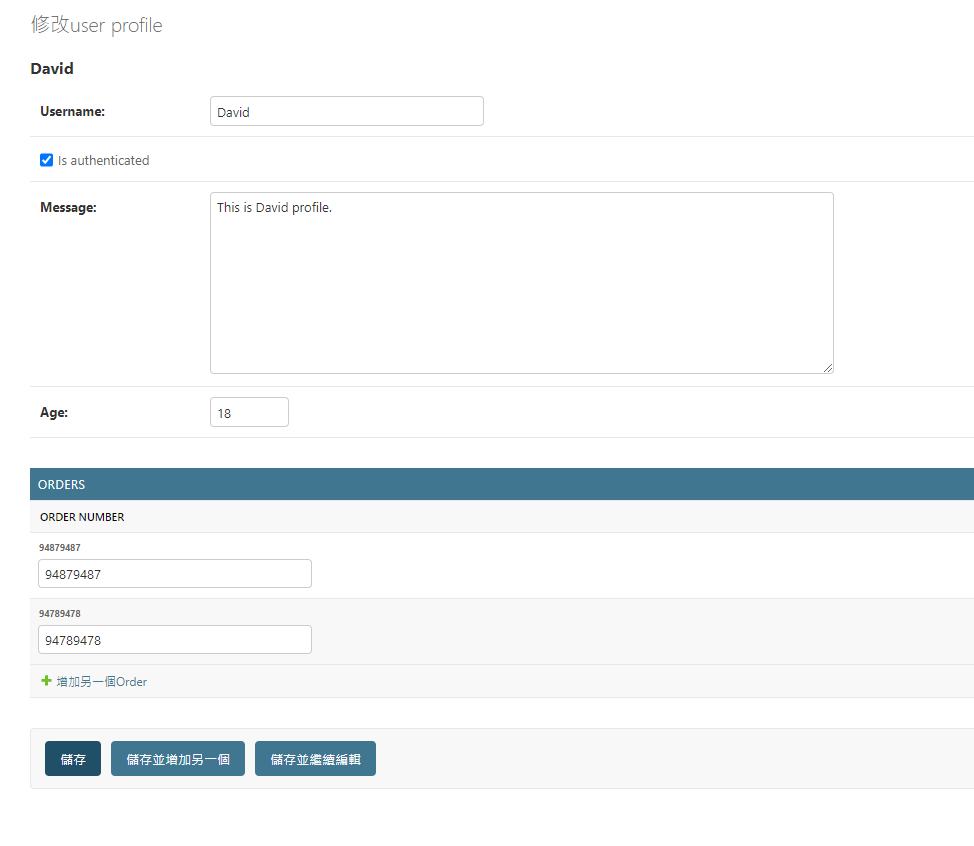 修改user profile
David
Username:
David
Is authenticated
Message:
This is David profile.
Age:
18
ORDERS
ORDER NUMBER
94879487
94879487
94789478
94789478
增加另一個Order
儲存
儲存並增加另一個
儲存並繼續編輯